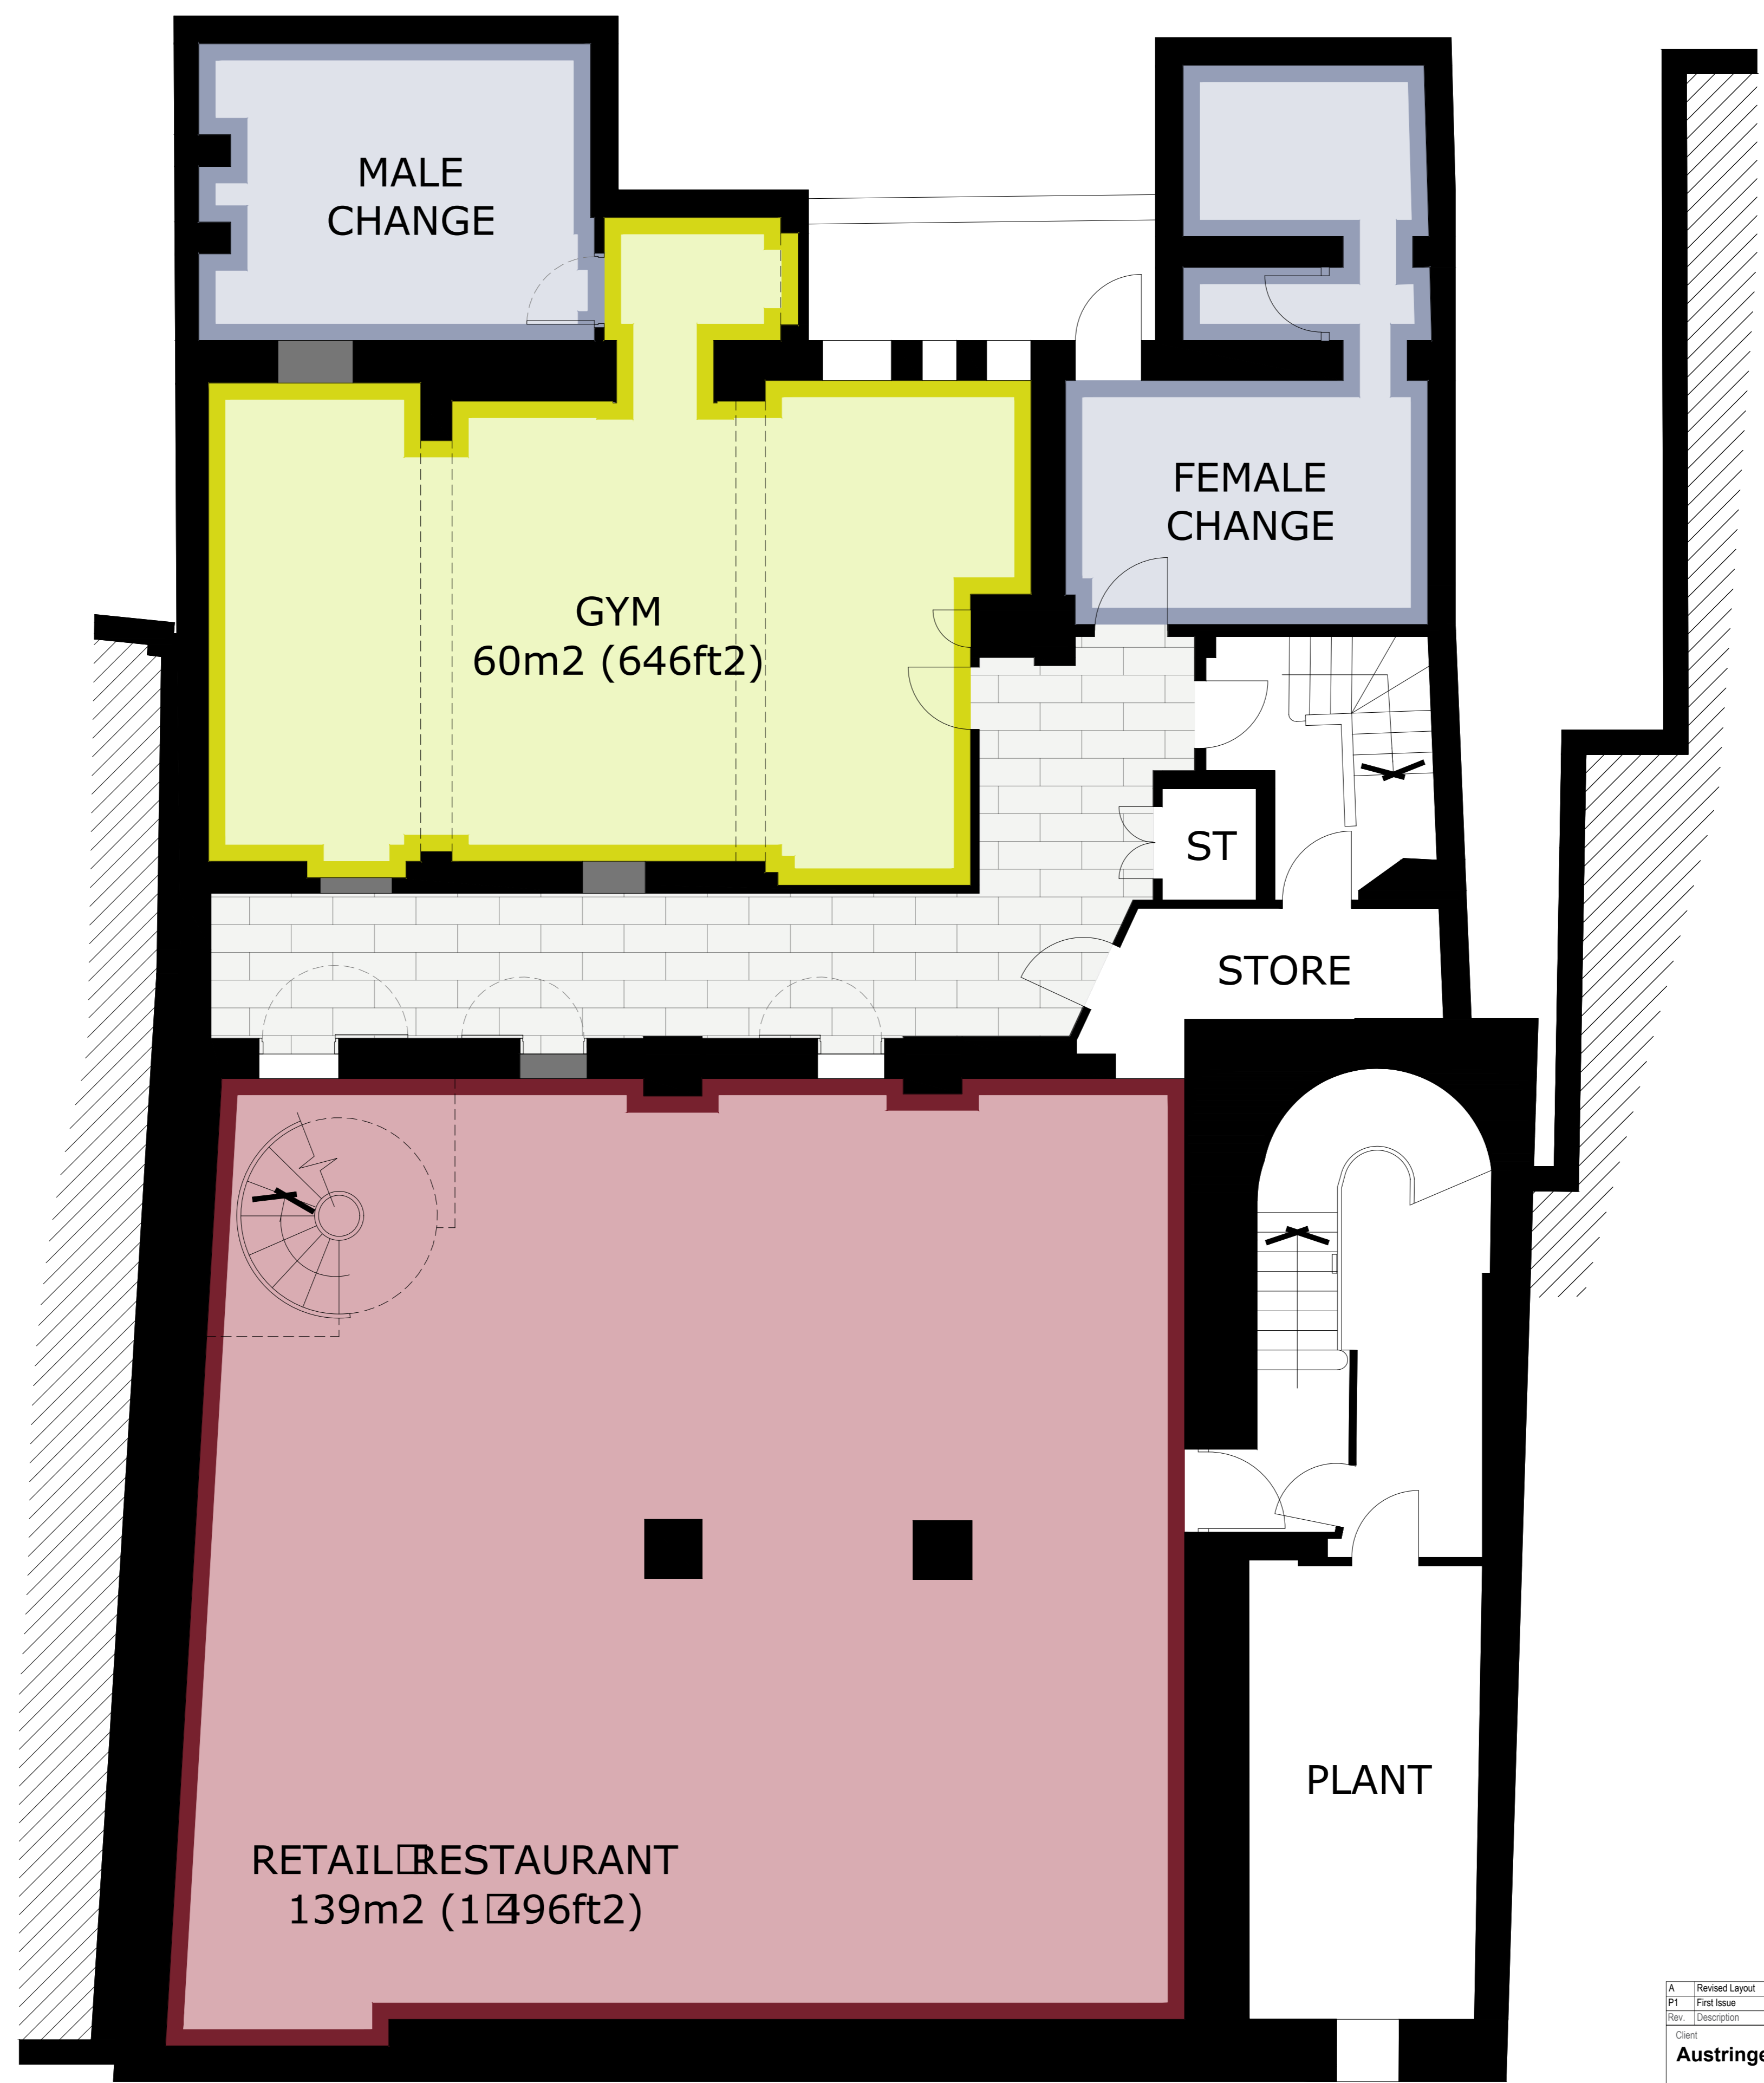 MALE
CHANGE
FEMALE
CHANGE
GYM
60m2 (646ft2)
ST
STORE
PLANT
RETAIL□RESTAURANT
139m2 (1□496ft2)
A Revised Layout
P1 First Issue
Rev. Description
Client
Austringe